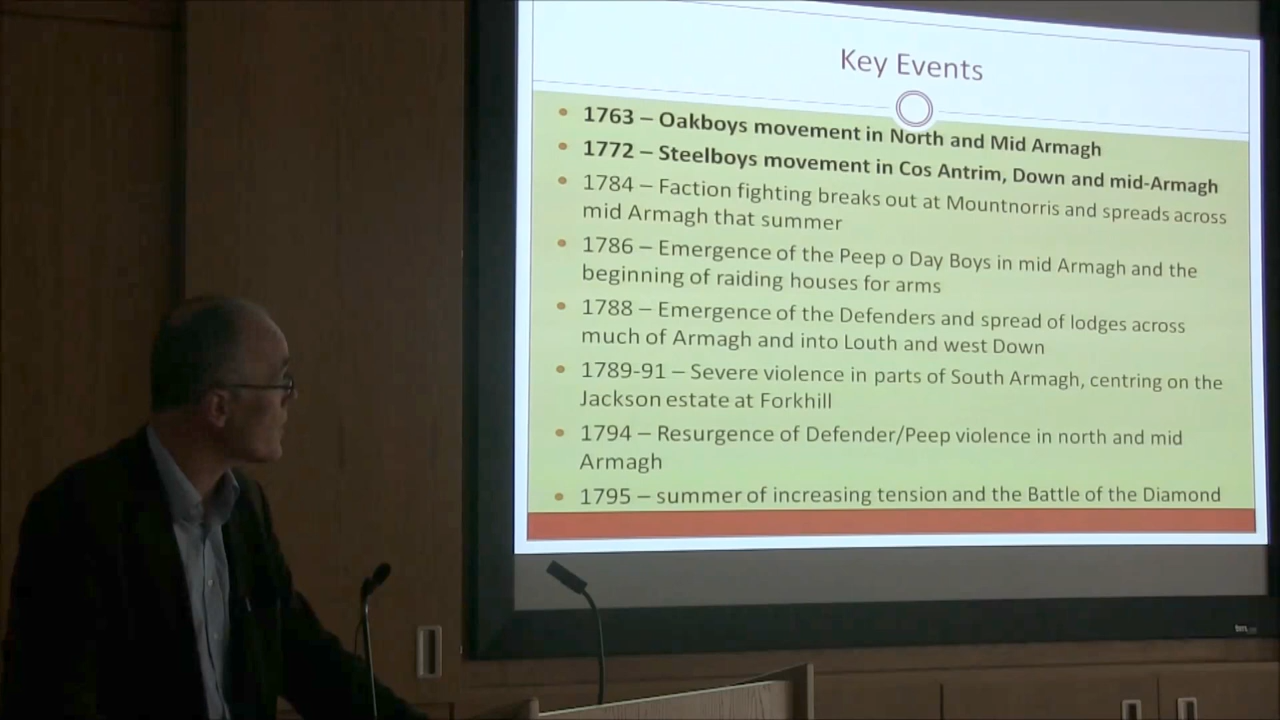 Key Events
• 1763 – Oakboys movement in North and Mid Armagh
• 1772 – Steelboys movement in Cos Antrim, Down and mid-Armagh
• 1784 – Faction fighting breaks out at Mountnorris and spreads across
mid Armagh that summer
• 1786 – Emergence of the Peep o Day Boys in mid Armagh and the
beginning of raiding houses for arms
• 1788 – Emergence of the Defenders and spread of lodges across
much of Armagh and into Louth and west Down
• 1789-91 – Severe violence in parts of South Armagh, centring on the
Jackson estate at Forkhill
• 1794 – Resurgence of Defender/Peep violence in north and mid
Armagh
• 1795 – summer of increasing tension and the Battle of the Diamond